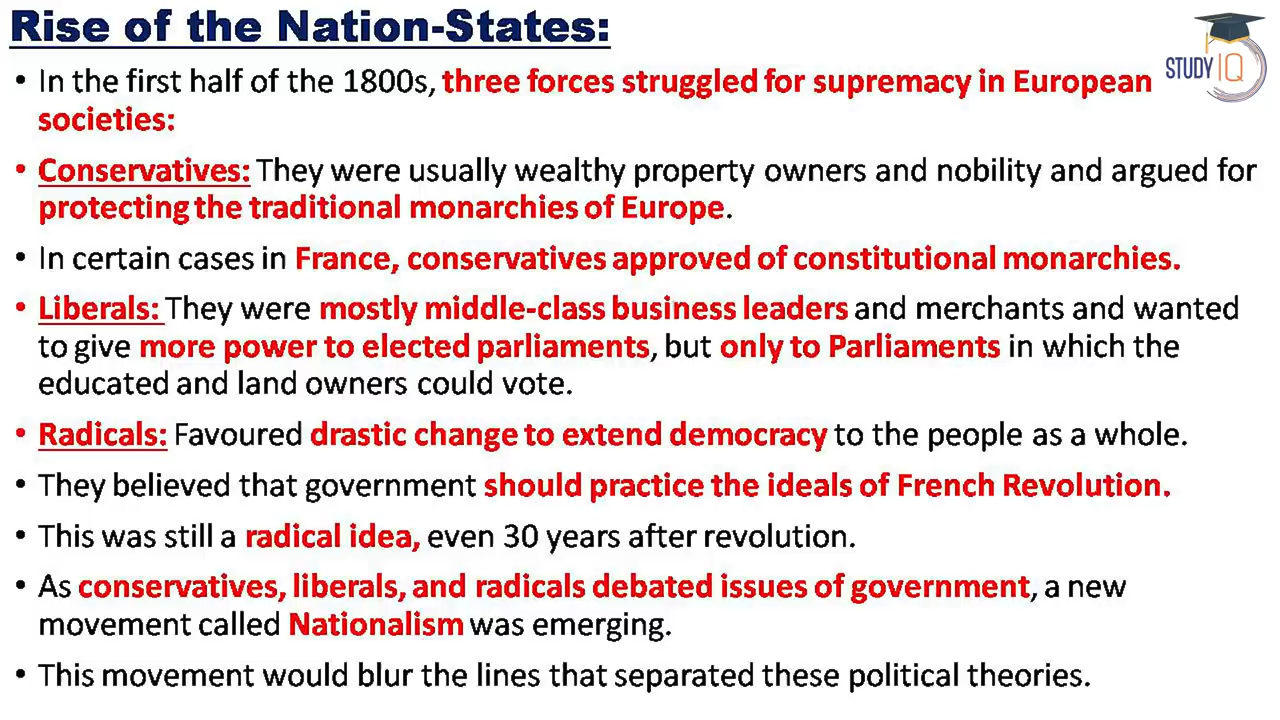 Rise of the Nation-States:
STUDY IQ
• In the first half of the 1800s, three forces struggled for supremacy in European
societies:
• Conservatives: They were usually wealthy property owners and nobility and argued for
protecting the traditional monarchies of Europe.
• In certain cases in France, conservatives approved of constitutional monarchies.
• Liberals: They were mostly middle-class business leaders and merchants and wanted
to give more power to elected parliaments, but only to Parliaments in which the
educated and land owners could vote.
• Radicals: Favoured drastic change to extend democracy to the people as a whole.
• They believed that government should practice the ideals of French Revolution.
• This was still a radical idea, even 30 years after revolution.
• As conservatives, liberals, and radicals debated issues of government, a new
movement called Nationalism was emerging.
• This movement would blur the lines that separated these political theories.